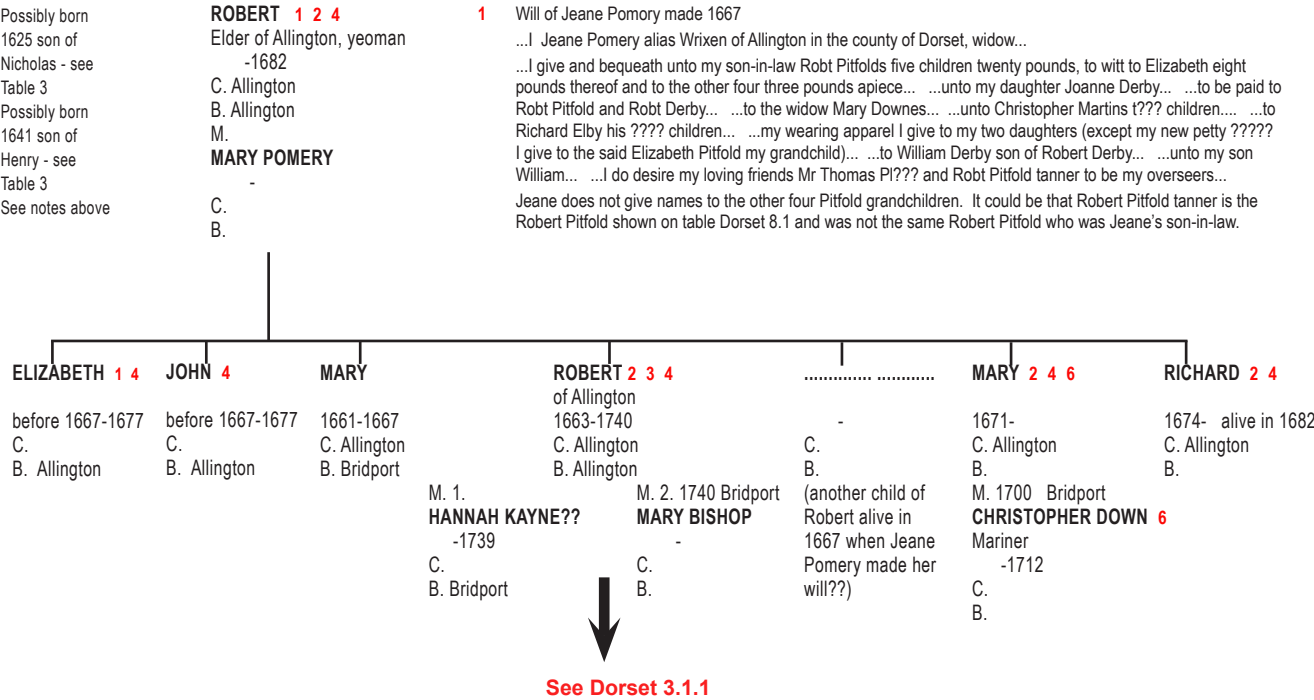 Possibly born
1625 son of
Nicholas - see
Table 3
Possibly born
1641 son of
Henry - see
Table 3
See notes above
ROBERT 1 2 4
Elder of Allington, yeoman
-1682
C. Allington
B. Allington
M.
MARY POMERY
-
C.
B.
1 Will of Jeane Pomory made 1667
...I Jeane Pomery alias Wrixen of Allington in the county of Dorset, widow...
...I give and bequeath unto my son-in-law Robt Pitfolds five children twenty pounds, to witt to Elizabeth eight
pounds thereof and to the other four three pounds apiece... ...unto my daughter Joanne Derby... ...to be paid to
Robt Pitfold and Robt Derby... ...to the widow Mary Downes... ...unto Christopher Martins t??? children.... ...to
Richard Elby his ???? children... ...my wearing apparel I give to my two daughters (except my new petty ?????
I give to the said Elizabeth Pitfold my grandchild)... ...to William Derby son of Robert Derby... ...unto my son
William... ...I do desire my loving friends Mr Thomas Pl??? and Robt Pitfold tanner to be my overseers...
Jeane does not give names to the other four Pitfold grandchildren. It could be that Robert Pitfold tanner is the
Robert Pitfold shown on table Dorset 8.1 and was not the same Robert Pitfold who was Jeane's son-in-law.
ELIZABETH 1 4
before 1667-1677
C.
B. Allington
JOHN 4
before 1667-1677
C.
B. Allington
MARY
1661-1667
C. Allington
B. Bridport
ROBERT 2 3 4
of Allington
1663-1740
C. Allington
B. Allington
M. 1.
HANNAH KAYNE??
-1739
C.
B. Bridport
M. 2. 1740 Bridport
MARY BISHOP
-
C.
B.
.............. ............
-
C.
B.
(another child of
Robert alive in
1667 when Jeane
Pomery made her
will??)
MARY 2 4 6
1671-
C. Allington
B.
M. 1700 Bridport
CHRISTOPHER DOWN 6
Mariner
-1712
C.
B.
RICHARD 2 4
1674- alive in 1682
C. Allington
B.
See Dorset 3.1.1